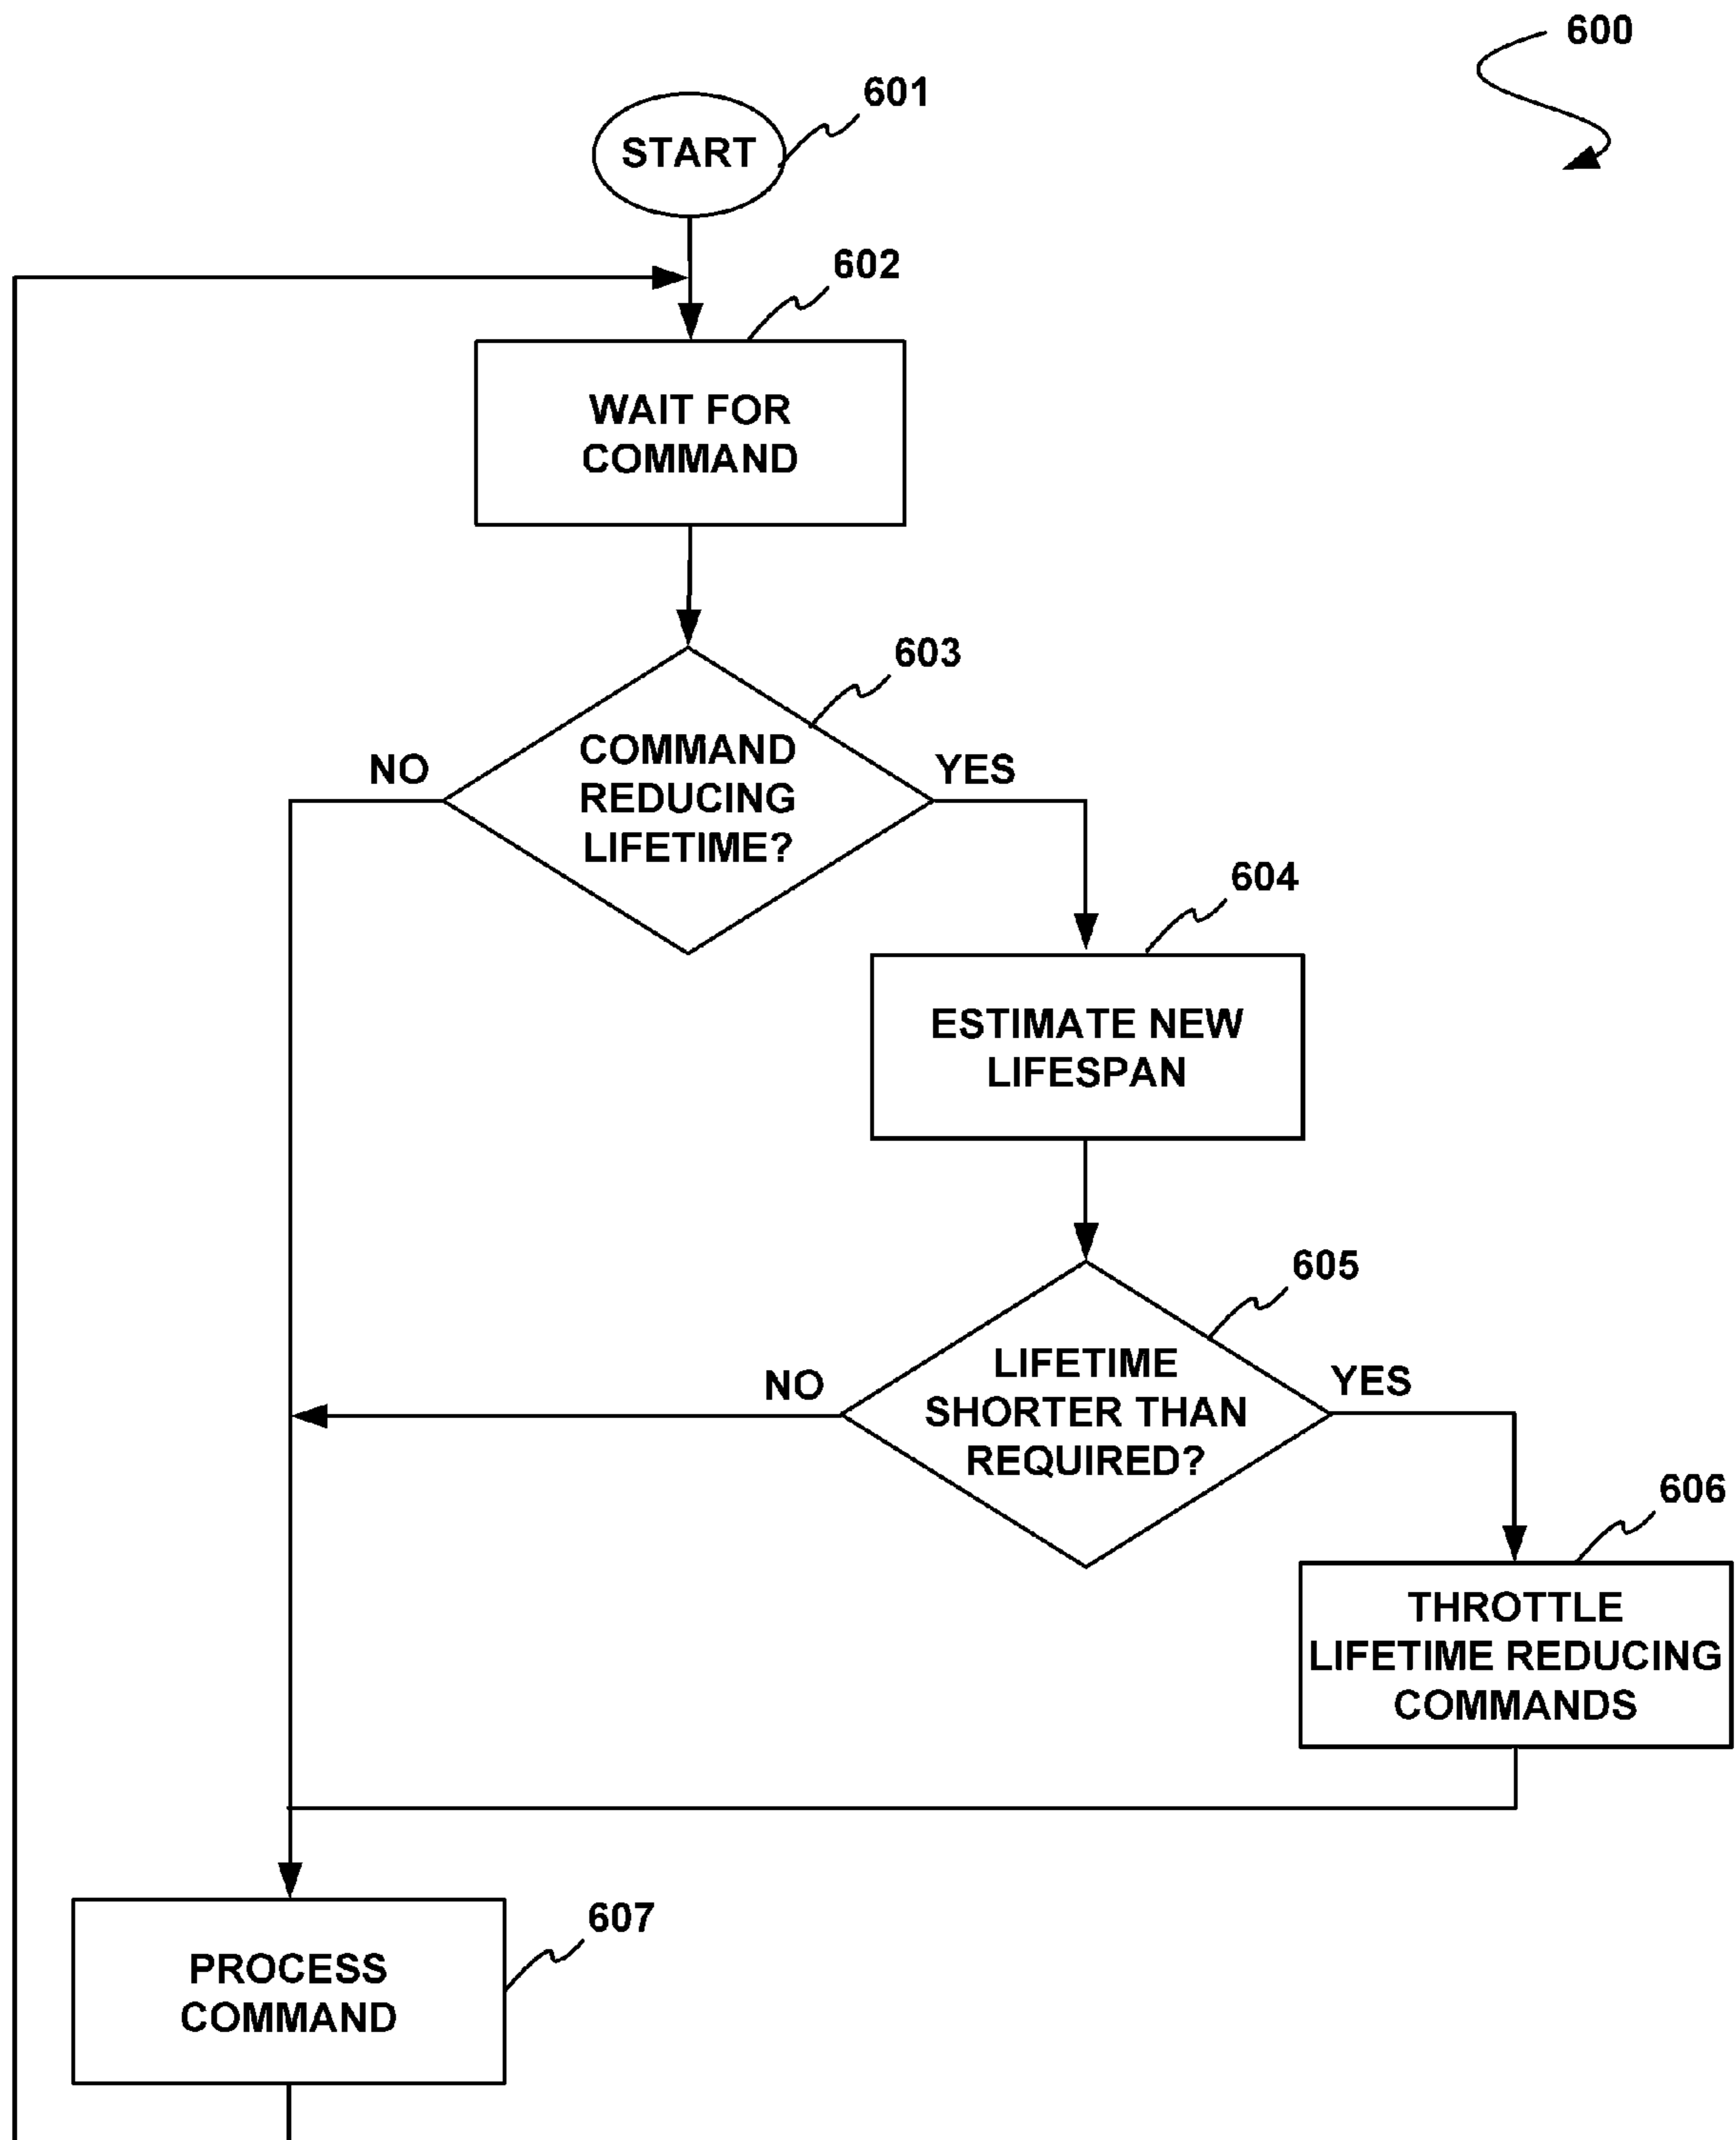 600
601
START
602
WAIT FOR
COMMAND
603
COMMAND
REDUCING
LIFETIME?
NO
YES
604
ESTIMATE NEW
LIFESPAN
605
LIFETIME
SHORTER THAN
REQUIRED?
NO
YES
606
THROTTLE
LIFETIME REDUCING
COMMANDS
607
PROCESS
COMMAND